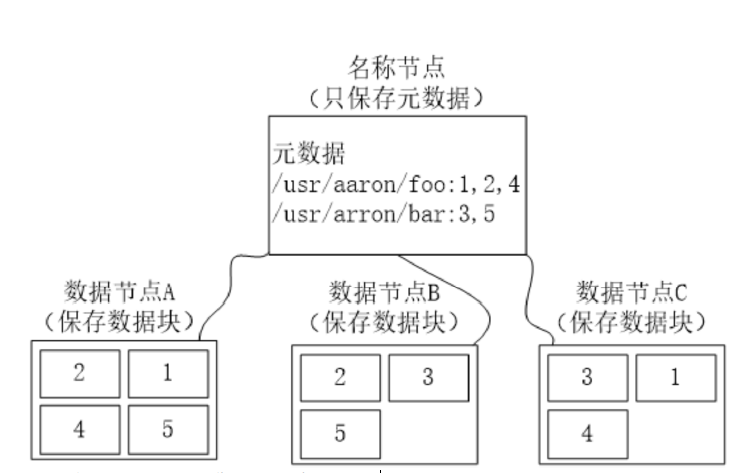 名称节点
（只保存元数据）
元数据
/usr/aaron/foo:1,2,4
/usr/arron/bar:3,5
数据节点A
（保存数据块）
数据节点B
（保存数据块）
数据节点C
（保存数据块）
2 1
4 5
2 3
5
3 1
4